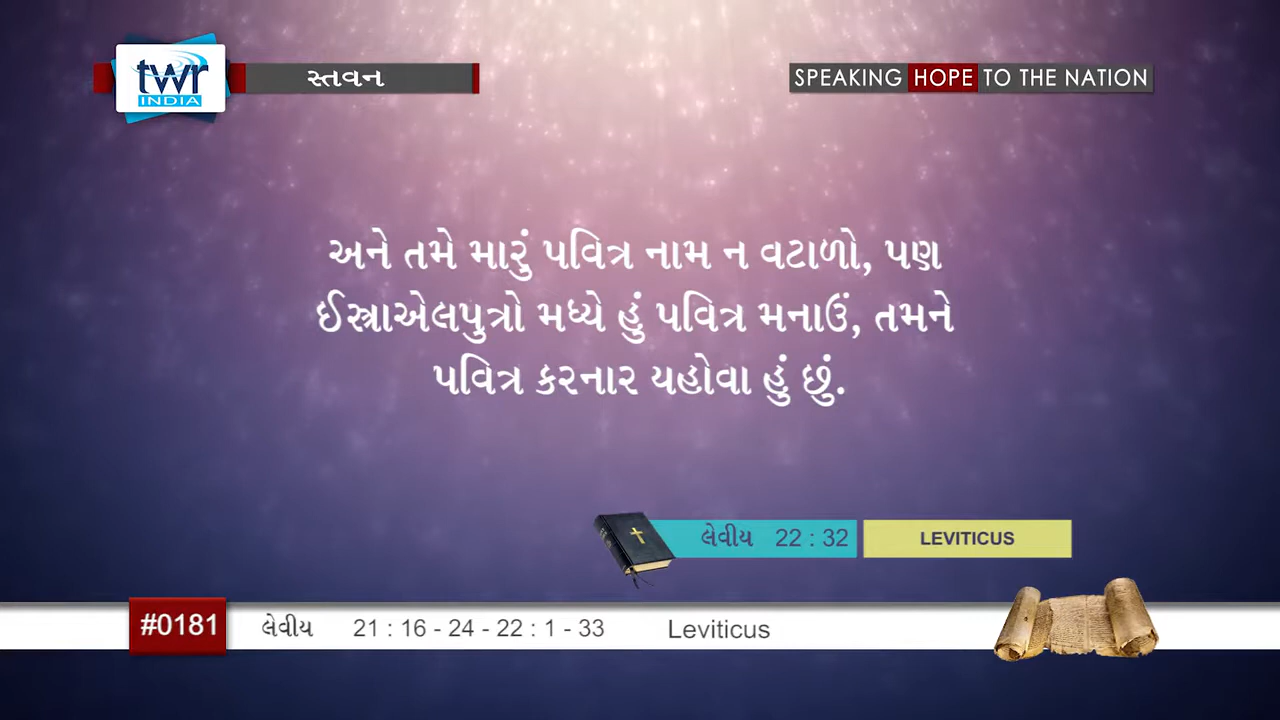 twr
INDIA
સ્તવન
SPEAKING HOPE TO THE NATION
અને તમે મારું પવિત્ર નામ ન વટાળો, પણ
ઈસ્રાએલપુત્રો મધ્યે હું પવિત્ર મનાઉં, તમને
પવિત્ર કરનાર યહોવા હું છું.
લેવીય 22 : 32 LEVITICUS
#0181 લેવીય 21 : 16 - 24 - 22 : 1 - 33 Leviticus